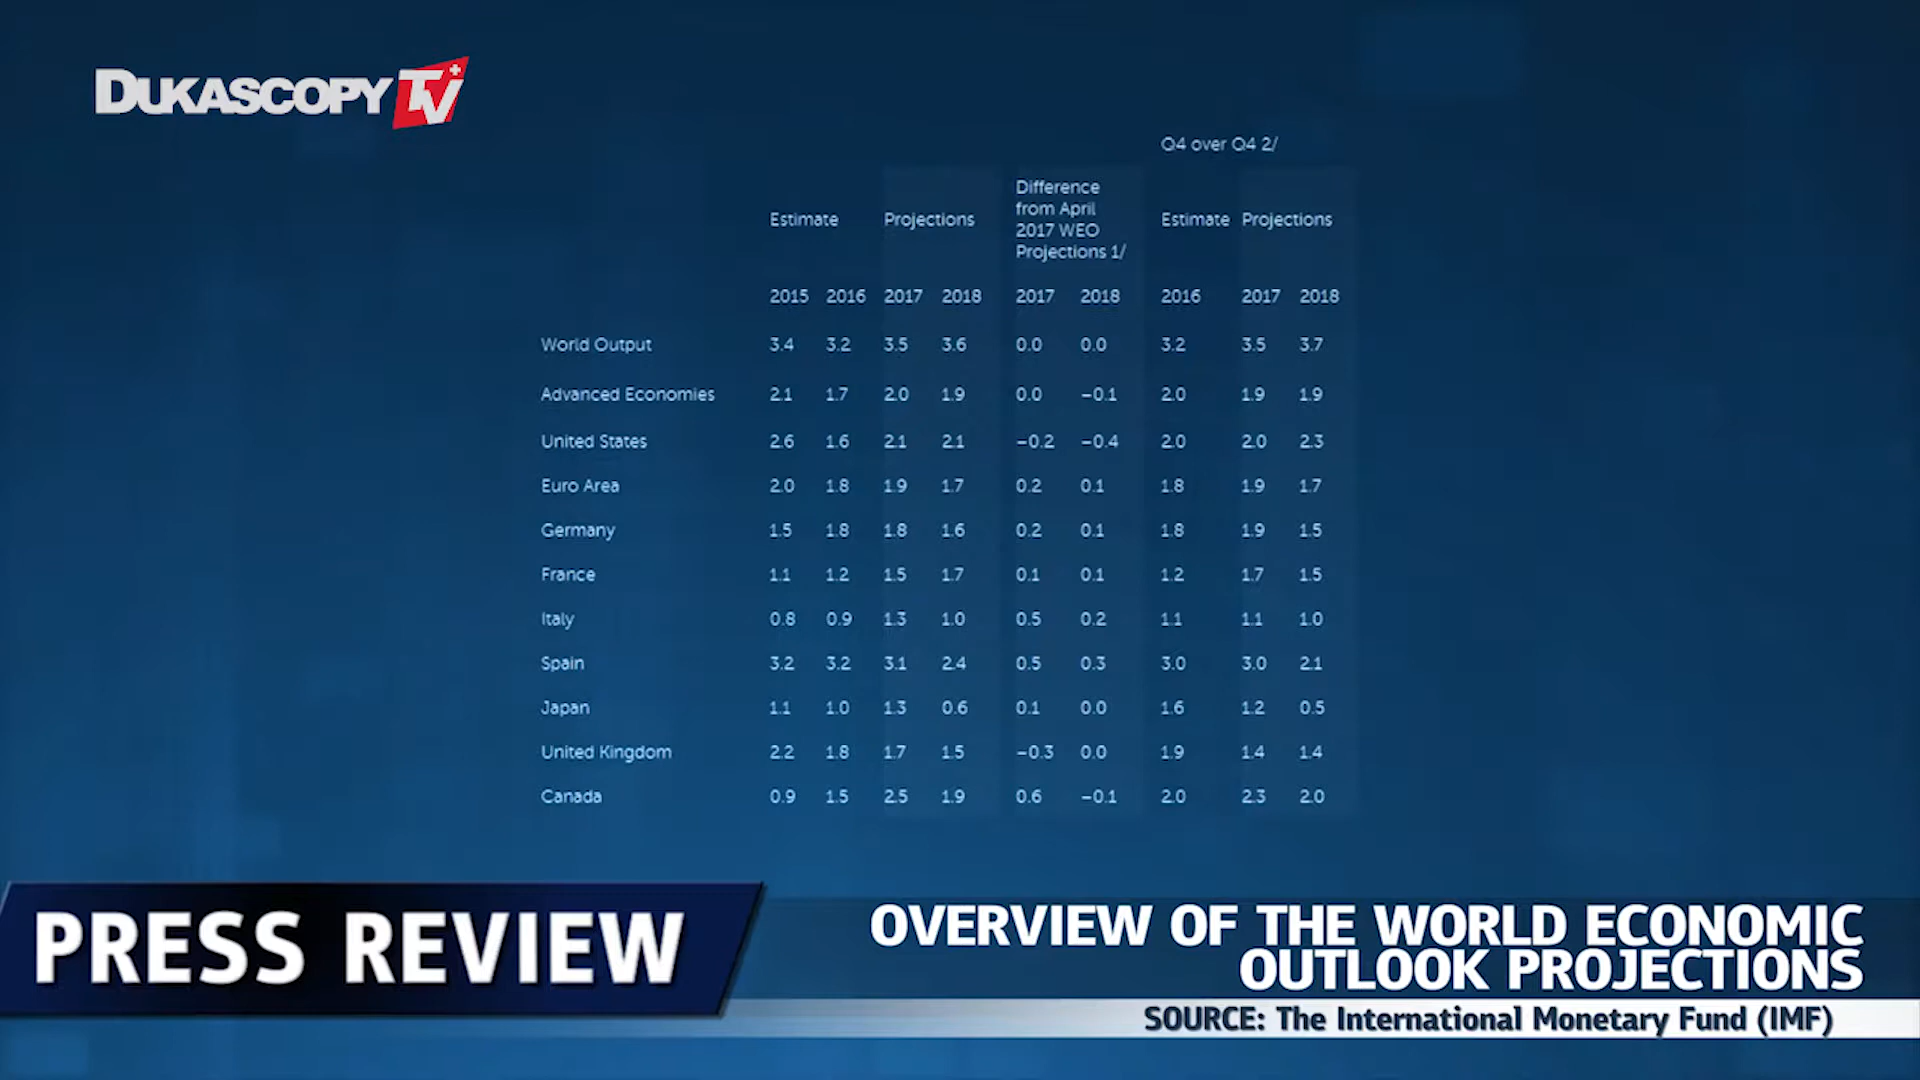 DUKASCOPY TV
Q4 over Q4 2/
Difference
from April
2017 WEO
Projections 1/
Estimate Projections Estimate Projections
2015 2016 2017 2018 2017 2018 2016 2017 2018
World Output 3.4 3.2 3.5 3.6 0.0 0.0 3.2 3.5 3.7
Advanced Economies 2.1 1.7 2.0 1.9 0.0 −0.1 2.0 1.9 1.9
United States 2.6 1.6 2.1 2.1 −0.2 −0.4 2.0 2.0 2.3
Euro Area 2.0 1.8 1.9 1.7 0.2 0.1 1.8 1.9 1.7
Germany 1.5 1.8 1.8 1.6 0.2 0.1 1.8 1.9 1.5
France 1.1 1.2 1.5 1.7 0.1 0.1 1.2 1.7 1.5
Italy 0.8 0.9 1.3 1.0 0.5 0.2 1.1 1.1 1.0
Spain 3.2 3.2 3.1 2.4 0.5 0.3 3.0 3.0 2.1
Japan 1.1 1.0 1.3 0.6 0.1 0.0 1.6 1.2 0.5
United Kingdom 2.2 1.8 1.7 1.5 −0.3 0.0 1.9 1.4 1.4
Canada 0.9 1.5 2.5 1.9 0.6 −0.1 2.0 2.3 2.0
PRESS REVIEW
OVERVIEW OF THE WORLD ECONOMIC
OUTLOOK PROJECTIONS
SOURCE: The International Monetary Fund (IMF)